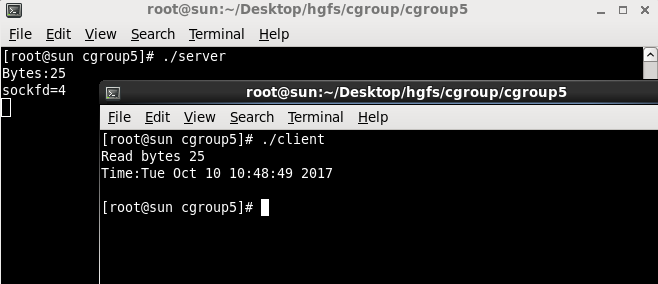 root@sun:~/Desktop/hgfs/cgroup/cgroup5
File Edit View Search Terminal Help
[root@sun cgroup5]# ./server
Bytes:25
sockfd=4
root@sun:~/Desktop/hgfs/cgroup/cgroup5
File Edit View Search Terminal Help
[root@sun cgroup5]# ./client
Read bytes 25
Time:Tue Oct 10 10:48:49 2017
[root@sun cgroup5]#